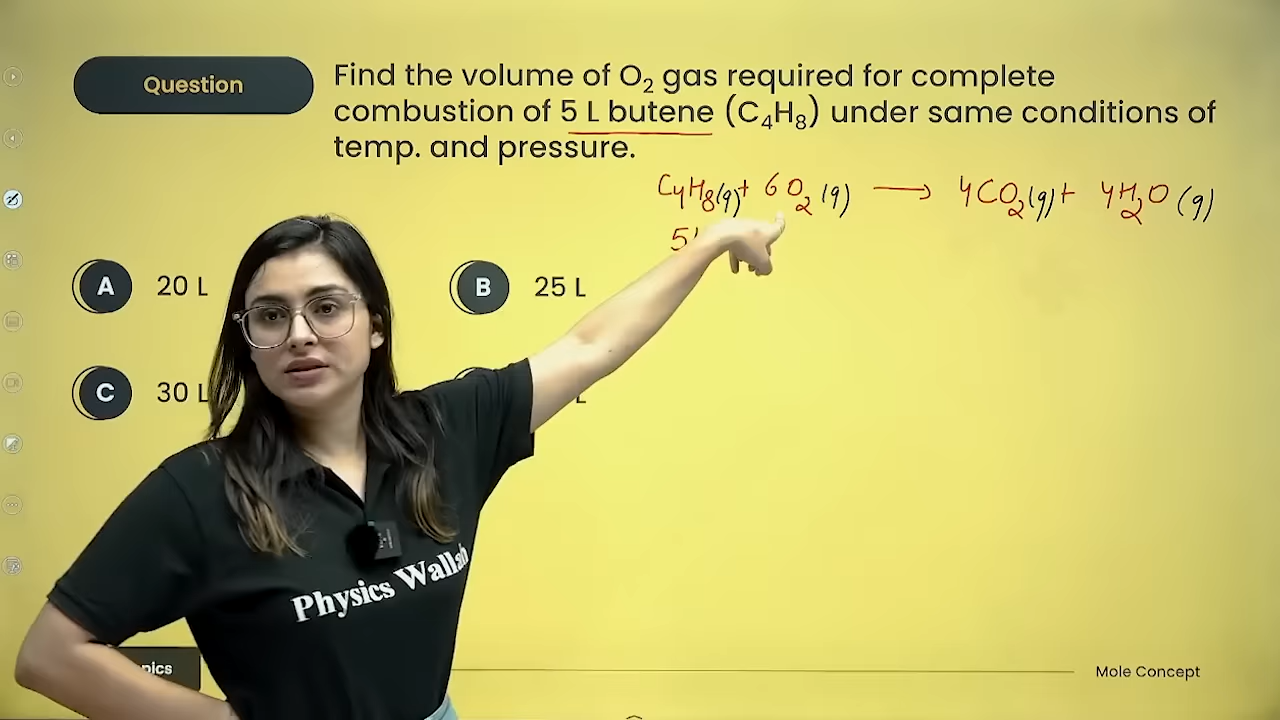 Question
Find the volume of O₂ gas required for complete
combustion of 5 L butene (C₄H₈) under same conditions of
temp. and pressure.
C₄H₈(g) + 6O₂(g) → 4CO₂(g) + 4H₂O(g)
A 20 L
B 25 L
C 30 L
L
Physics Wallah
Mole Concept